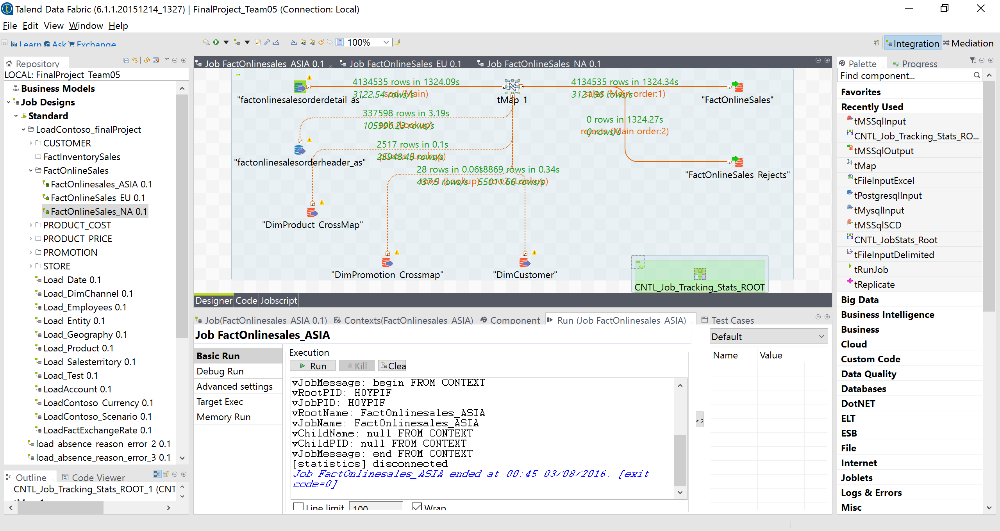 Talend Data Fabric (6.1.1.20151214_1327) | FinalProject_Team05 (Connection: Local)
File Edit View Window Help
Learn Ask Exchange
100%
Integration Mediation
Repository
LOCAL: FinalProject_Team05
Business Models
Job Designs
Standard
LoadContoso_finalProject
CUSTOMER
FactInventorySales
FactOnlineSales
FactOnlinesales_ASIA 0.1
FactOnlineSales_EU 0.1
FactOnlineSales_NA 0.1
PRODUCT_COST
PRODUCT_PRICE
PROMOTION
STORE
Load_Date 0.1
Load_DimChannel 0.1
Load_Employees 0.1
Load_Entity 0.1
Load_Geography 0.1
Load_Product 0.1
Load_Salesterritory 0.1
Load_Test 0.1
LoadAccount 0.1
LoadContoso_Currency 0.1
LoadContoso_Scenario 0.1
LoadFactExchangeRate 0.1
load_absence_reason_error_2 0.1
load_absence_reason_error_3 0.1
Outline Code Viewer
CNTL_Job_Tracking_Stats_ROOT_1 (CNT
Job FactOnlinesales_ASIA 0.1 Job FactOnlineSales_EU 0.1 Job FactOnlineSales_NA 0.1
4134535 rows in 1324.09s
3122.54 rows/s
sod (Main)
"factonlinesalesorderdetail_as"
tMap_1
4134535 rows in 1324.34s
3121.96 rows/s
sales (Main order:1)
"FactOnlineSales"
337598 rows in 3.19s
105996.23 rows/s
(Lookup)
"factonlinesalesorderheader_as"
0 rows in 1324.27s
0 rows/s
rejects (Main order:2)
"FactOnlineSales_Rejects"
2517 rows in 0.1s
25948.45 rows/s
pCross (Lookup)
"DimProduct_CrossMap"
28 rows in 0.06s
437.5 rows/s
row1 (Lookup)
18869 rows in 0.34s
55011.66 rows/s
row2 (Lookup)
"DimPromotion_Crossmap"
"DimCustomer"
CNTL_Job_Tracking_Stats_ROOT
Designer Code Jobscript
Job(FactOnlinesales_ASIA 0.1) Contexts(FactOnlinesales_ASIA) Component Run (Job FactOnlinesales_ASIA) Test Cases
Job FactOnlinesales_ASIA
Basic Run
Debug Run
Advanced settings
Target Exec
Memory Run
Execution
Run Kill Clea
vJobMessage: begin FROM CONTEXT
vRootPID: H0YPIF
vJobPID: H0YPIF
vRootName: FactOnlinesales_ASIA
vJobName: FactOnlinesales_ASIA
vChildName: null FROM CONTEXT
vChildPID: null FROM CONTEXT
vJobMessage: end FROM CONTEXT
[statistics] disconnected
Job FactOnlinesales_ASIA ended at 00:45 03/08/2016. [exit
code=0]
Line limit 100 Wrap
> >
Default
Name Value
Palette Progress
Find component...
Favorites
Recently Used
tMSSqlInput
CNTL_Job_Tracking_Stats_RO...
tMSSqlOutput
tMap
tFileInputExcel
tPostgresqlInput
tMysqlInput
tMSSqlSCD
CNTL_JobStats_Root
tFileInputDelimited
tRunJob
tReplicate
Big Data
Business Intelligence
Business
Cloud
Custom Code
Data Quality
Databases
DotNET
ELT
ESB
File
Internet
Joblets
Logs & Errors
Misc